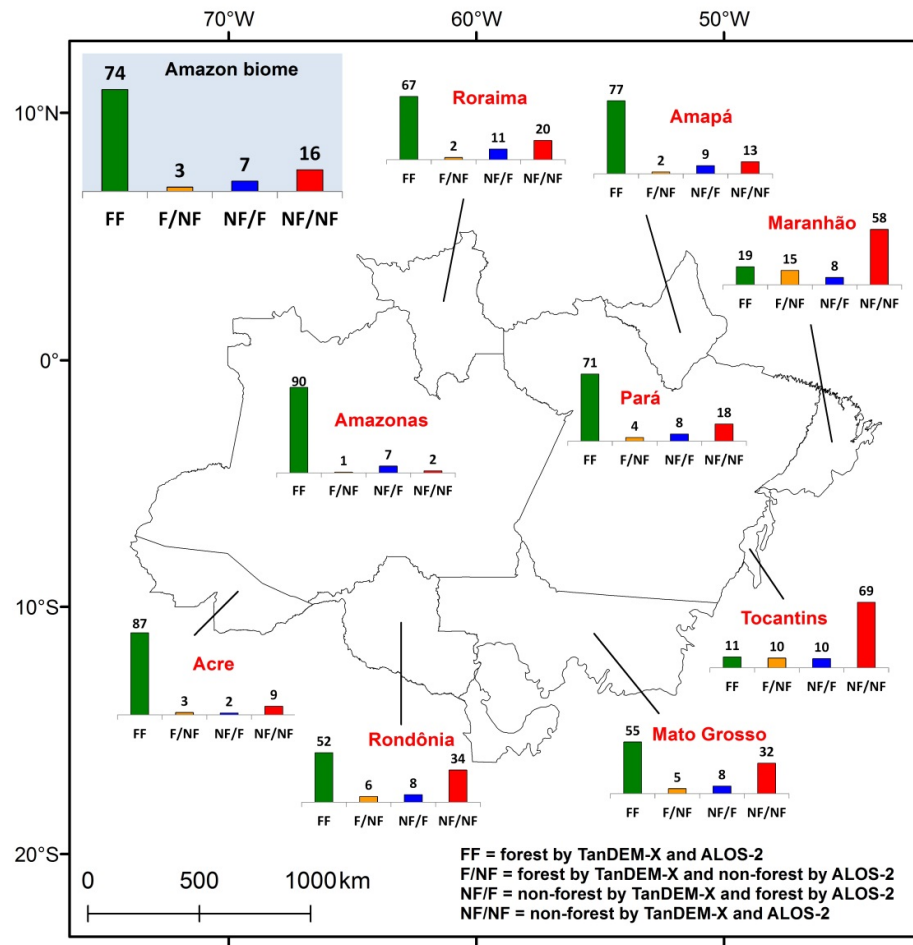 70°W 60°W 50°W
10°N
0°
10°S
20°S
Amazon biome
74 3 7 16
FF F/NF NF/F NF/NF
Roraima
67 2 11 20
FF F/NF NF/F NF/NF
Amapá
77 2 9 13
FF F/NF NF/F NF/NF
Maranhão
19 15 8 58
FF F/NF NF/F NF/NF
Amazonas
90 1 7 2
FF F/NF NF/F NF/NF
Pará
71 4 8 18
FF F/NF NF/F NF/NF
Tocantins
11 10 10 69
FF F/NF NF/F NF/NF
Acre
87 3 2 9
FF F/NF NF/F NF/NF
Rondônia
52 6 8 34
FF F/NF NF/F NF/NF
Mato Grosso
55 5 8 32
FF F/NF NF/F NF/NF
FF = forest by TanDEM-X and ALOS-2
F/NF = forest by TanDEM-X and non-forest by ALOS-2
NF/F = non-forest by TanDEM-X and forest by ALOS-2
NF/NF = non-forest by TanDEM-X and ALOS-2
0 500 1000km
70°W 60°W 50°W